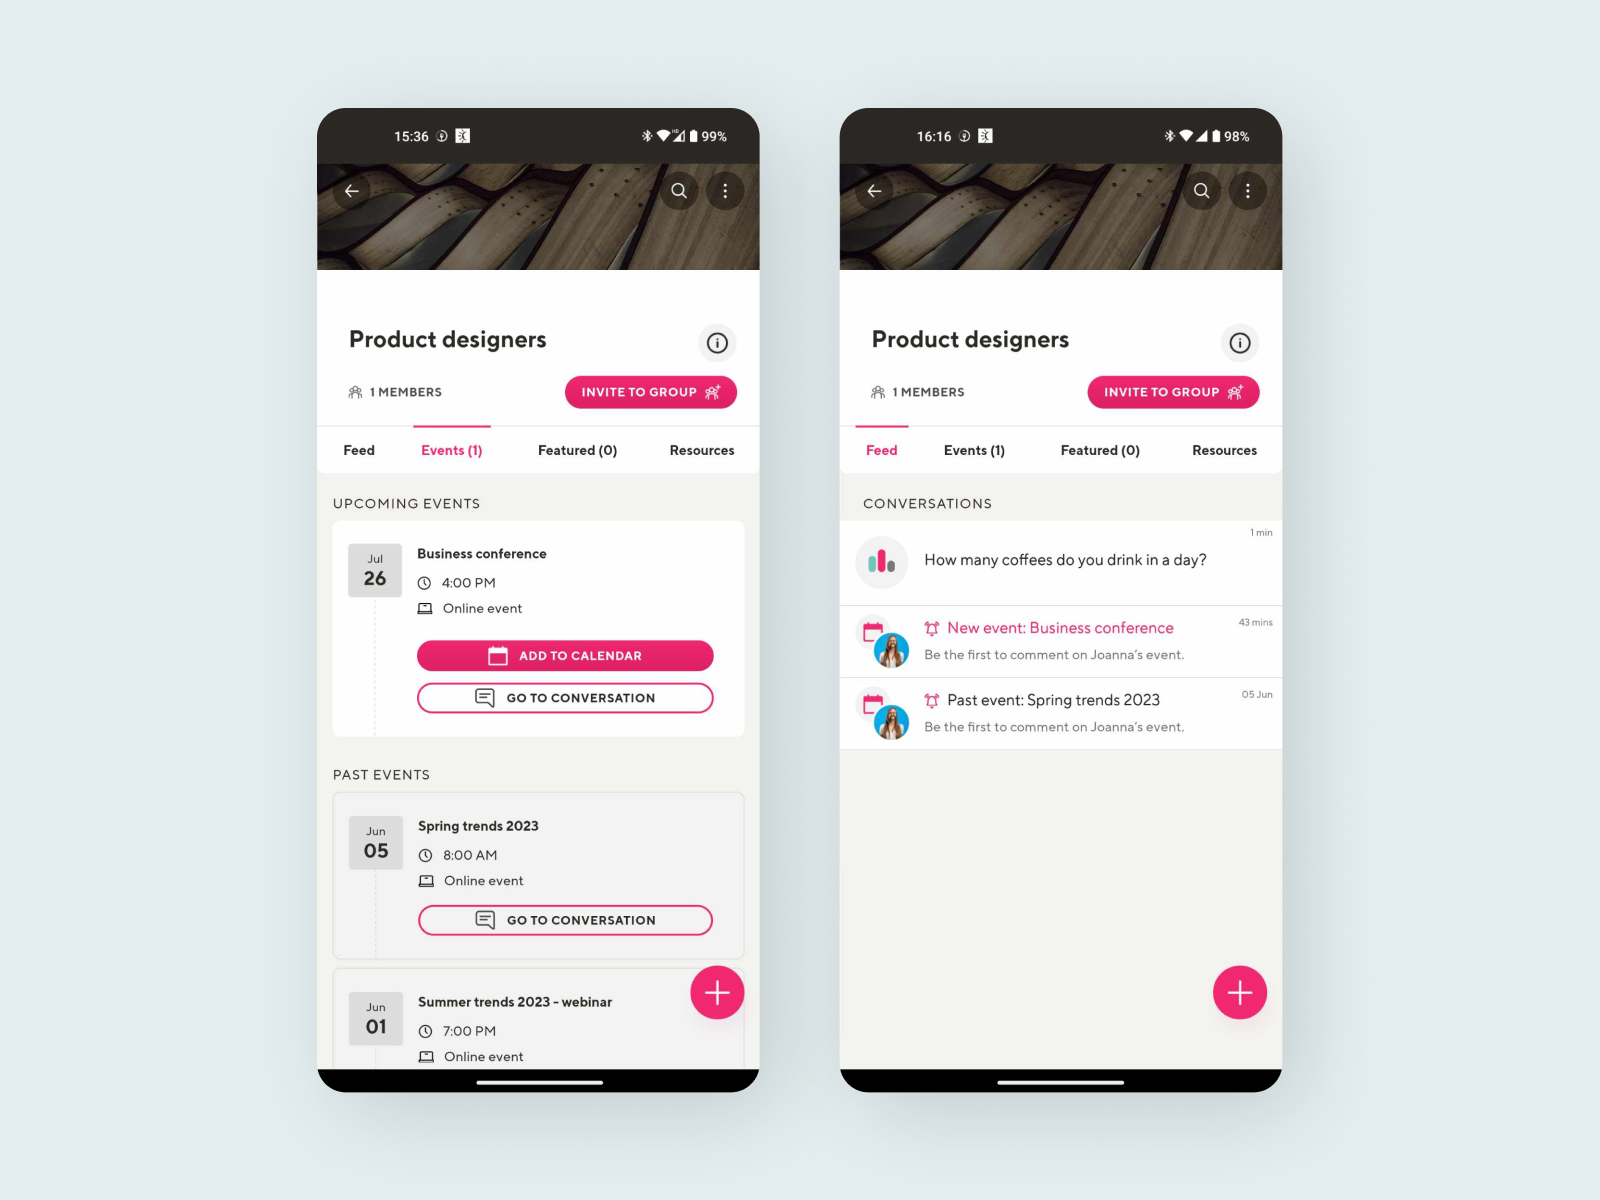 15:36
99%
Product designers
1 MEMBERS
INVITE TO GROUP
Feed
Events (1)
Featured (0)
Resources
UPCOMING EVENTS
Jul
26
Business conference
4:00 PM
Online event
ADD TO CALENDAR
GO TO CONVERSATION
PAST EVENTS
Jun
05
Spring trends 2023
8:00 AM
Online event
GO TO CONVERSATION
Jun
01
Summer trends 2023 - webinar
7:00 PM
Online event
16:16
98%
Product designers
1 MEMBERS
INVITE TO GROUP
Feed
Events (1)
Featured (0)
Resources
CONVERSATIONS
1 min
How many coffees do you drink in a day?
New event: Business conference
43 mins
Be the first to comment on Joanna's event.
Past event: Spring trends 2023
05 Jun
Be the first to comment on Joanna's event.